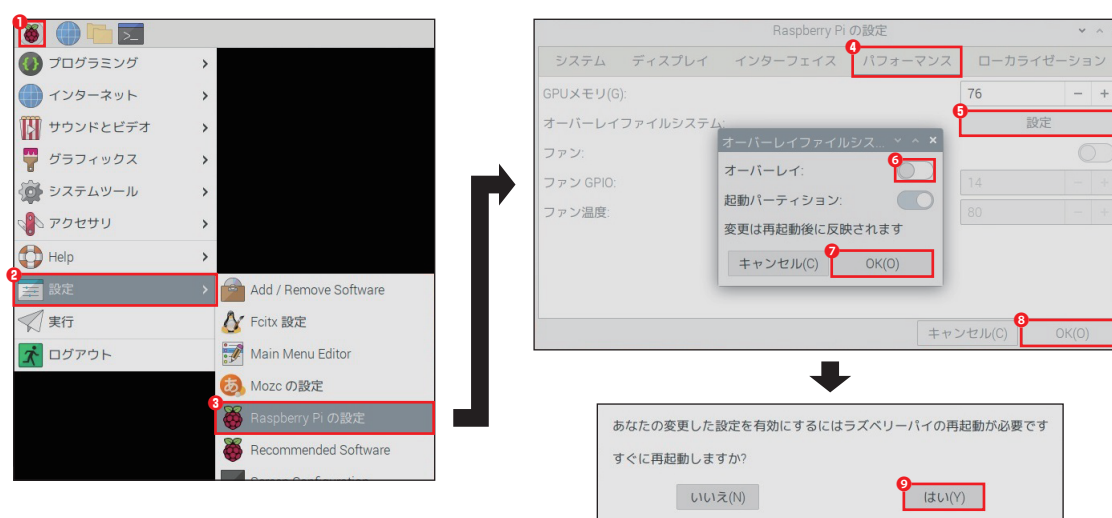 ❶
プログラミング
インターネット
サウンドとビデオ
グラフィックス
システムツール
アクセサリ
Help
❷
設定
実行
ログアウト
Add / Remove Software
Fcitx 設定
Main Menu Editor
Mozc の設定
❸
Raspberry Pi の設定
Recommended Software
Raspberry Pi の設定
❹
システム ディスプレイ インターフェイス パフォーマンス ローカライゼーション
GPUメモリ(G): 76 − +
❺
オーバーレイファイルシステム: 設定
ファン:
ファン GPIO: 14 − +
ファン温度: 80 − +
オーバーレイファイルシス...
❻
オーバーレイ:
起動パーティション:
変更は再起動後に反映されます
❼
キャンセル(C) OK(O)
❽
キャンセル(C) OK(O)
あなたの変更した設定を有効にするにはラズベリーパイの再起動が必要です
すぐに再起動しますか?
❾
いいえ(N) はい(Y)